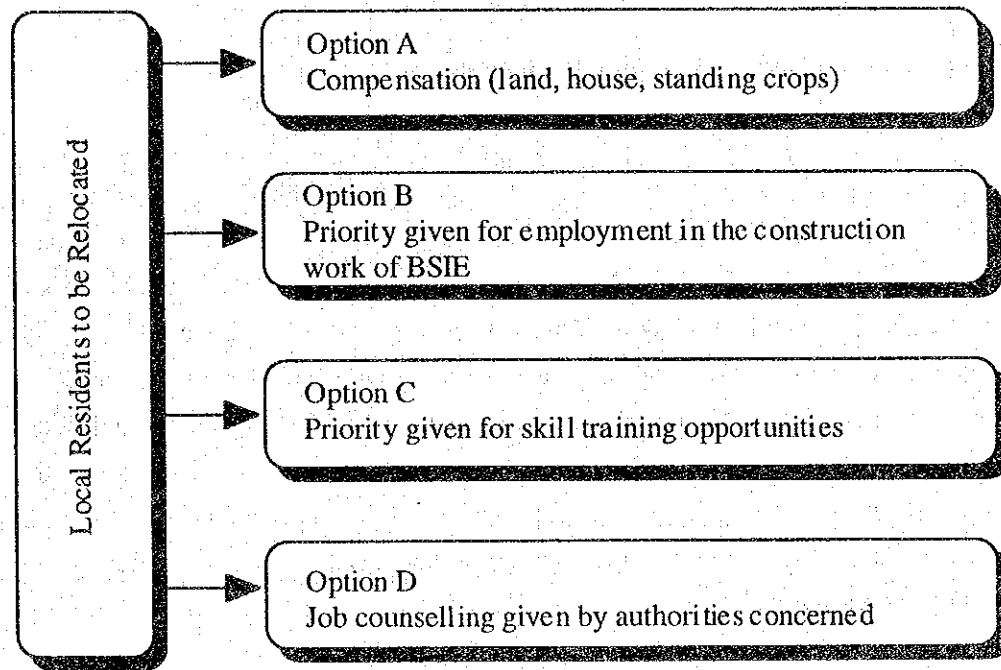 Local Residents to be Relocated
Option A
Compensation (land, house, standing crops)
Option B
Priority given for employment in the construction
work of BSIE
Option C
Priority given for skill training opportunities
Option D
Job counselling given by authorities concerned